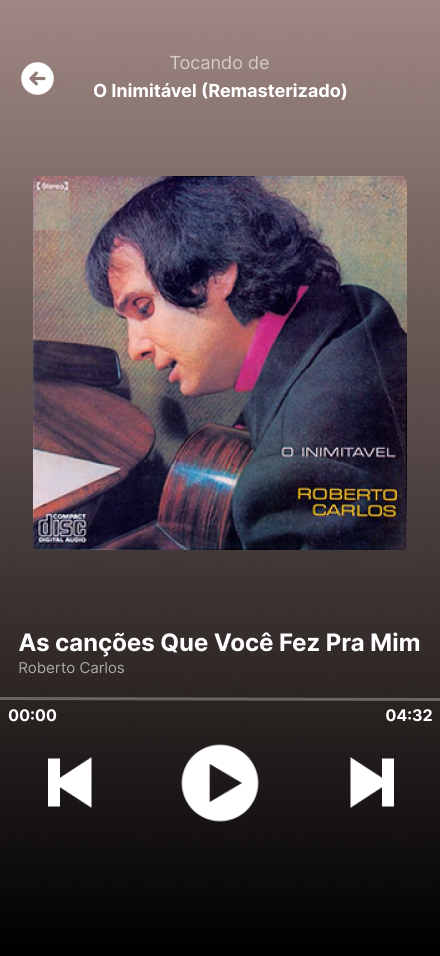 Tocando de
O Inimitável (Remasterizado)
Stereo
O INIMITAVEL
ROBERTO
CARLOS
COMPACT
disc
DIGITAL AUDIO
As canções Que Você Fez Pra Mim
Roberto Carlos
00:00
04:32